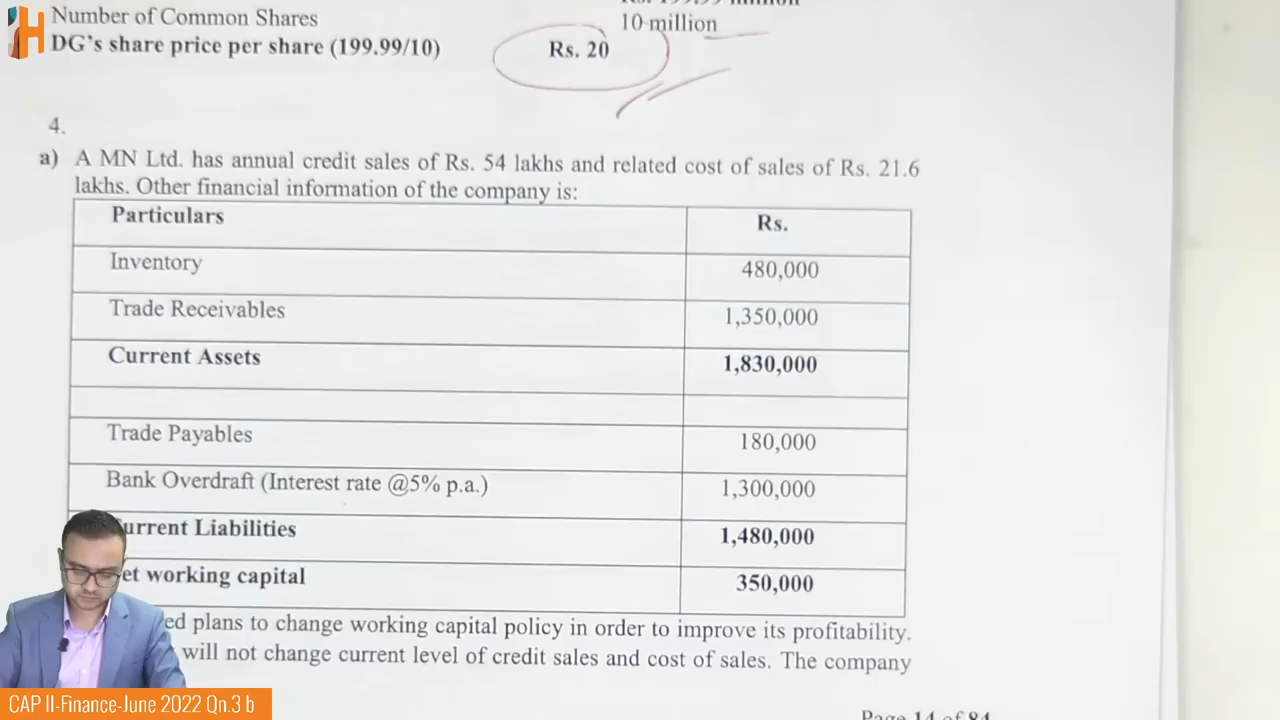 Number of Common Shares
10 million
DG's share price per share (199.99/10) Rs. 20
4.
a) A MN Ltd. has annual credit sales of Rs. 54 lakhs and related cost of sales of Rs. 21.6
lakhs. Other financial information of the company is:
Particulars Rs.
Inventory 480,000
Trade Receivables 1,350,000
Current Assets 1,830,000
Trade Payables 180,000
Bank Overdraft (Interest rate @5% p.a.) 1,300,000
urrent Liabilities 1,480,000
et working capital 350,000
ed plans to change working capital policy in order to improve its profitability.
will not change current level of credit sales and cost of sales. The company
Page 14 of 84
CAP II-Finance-June 2022 Qn.3 b